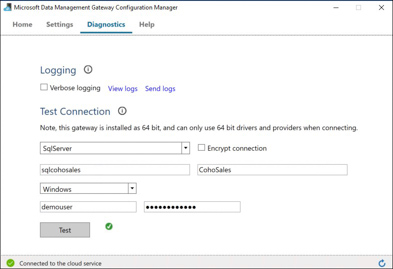 Microsoft Data Management Gateway Configuration Manager
Home Settings Diagnostics Help
Logging
Verbose logging View logs Send logs
Test Connection
Note, this gateway is installed as 64 bit, and can only use 64 bit drivers and providers when connecting.
SqlServer Encrypt connection
sqlcohosales CohoSales
Windows
demouser ••••••••••••
Test
Connected to the cloud service